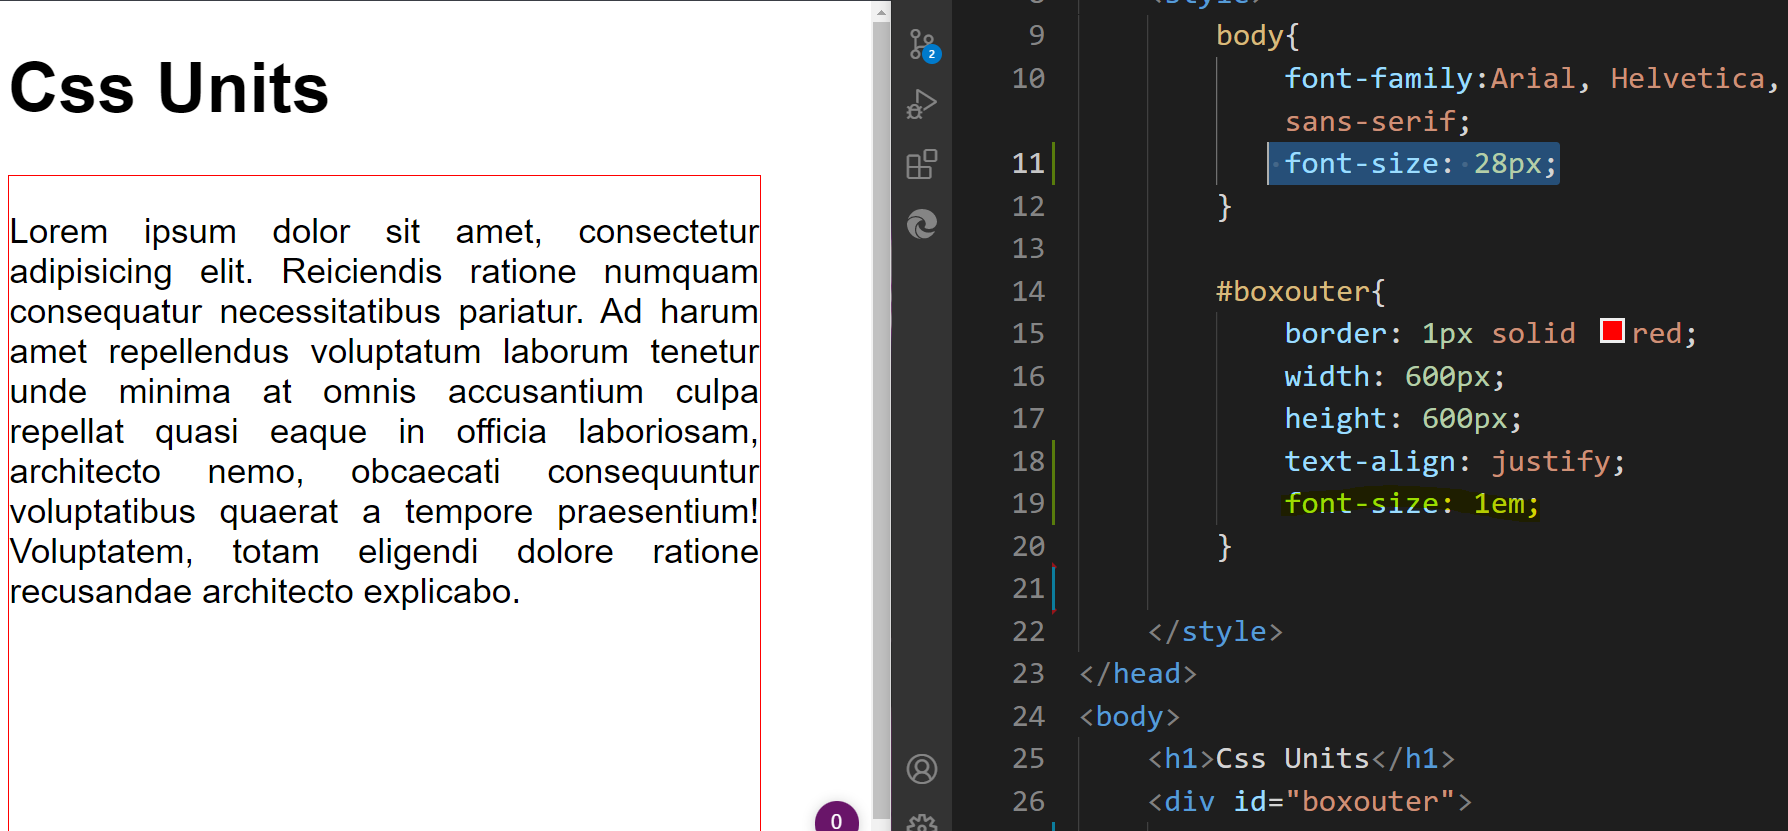 Css Units
Lorem ipsum dolor sit amet, consectetur
adipisicing elit. Reiciendis ratione numquam
consequatur necessitatibus pariatur. Ad harum
amet repellendus voluptatum laborum tenetur
unde minima at omnis accusantium culpa
repellat quasi eaque in officia laboriosam,
architecto nemo, obcaecati consequuntur
voluptatibus quaerat a tempore praesentium!
Voluptatem, totam eligendi dolore ratione
recusandae architecto explicabo.
0
2
8 <style>
9 body{
10 font-family:Arial, Helvetica,
sans-serif;
11 font-size: 28px;
12 }
13
14 #boxouter{
15 border: 1px solid red;
16 width: 600px;
17 height: 600px;
18 text-align: justify;
19 font-size: 1em;
20 }
21
22 </style>
23 </head>
24 <body>
25 <h1>Css Units</h1>
26 <div id="boxouter">